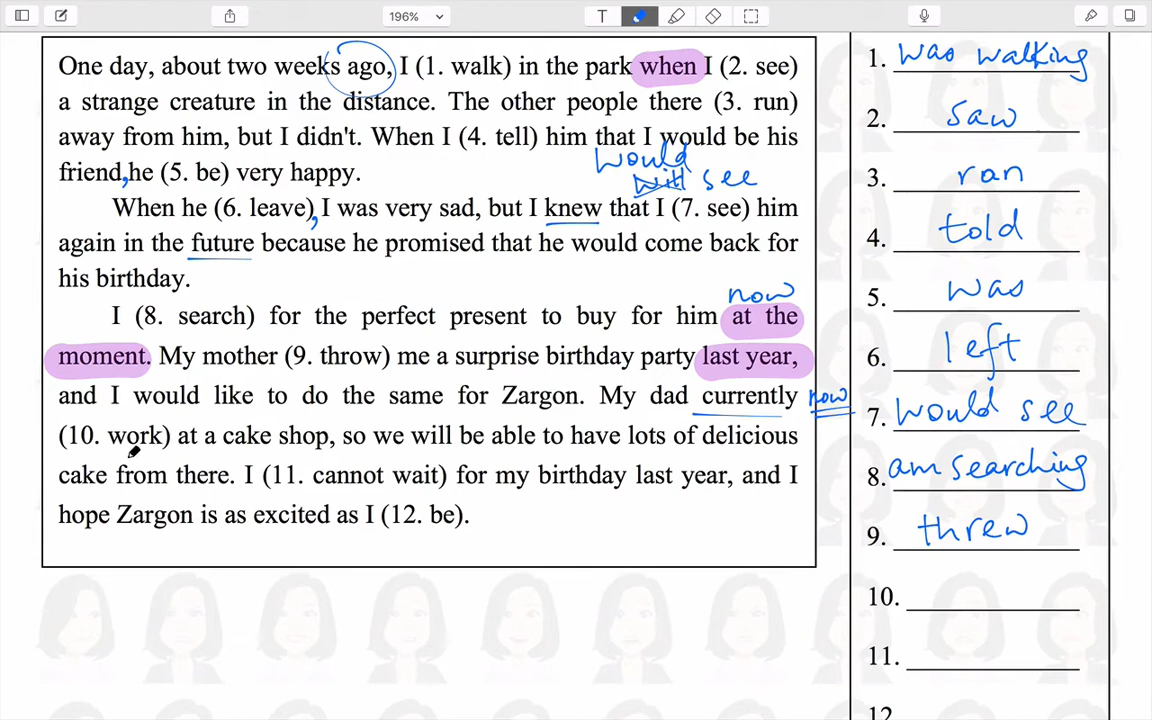 196%
T
One day, about two weeks ago, I (1. walk) in the park when I (2. see)
a strange creature in the distance. The other people there (3. run)
away from him, but I didn't. When I (4. tell) him that I would be his
would
friend, he (5. be) very happy.
will see
When he (6. leave), I was very sad, but I knew that I (7. see) him
again in the future because he promised that he would come back for
his birthday.
now
I (8. search) for the perfect present to buy for him at the
moment. My mother (9. throw) me a surprise birthday party last year,
and I would like to do the same for Zargon. My dad currently now
(10. work) at a cake shop, so we will be able to have lots of delicious
cake from there. I (11. cannot wait) for my birthday last year, and I
hope Zargon is as excited as I (12. be).
1. was walking
2. saw
3. ran
4. told
5. was
6. left
7. would see
8. am searching
9. threw
10.
11.
12.